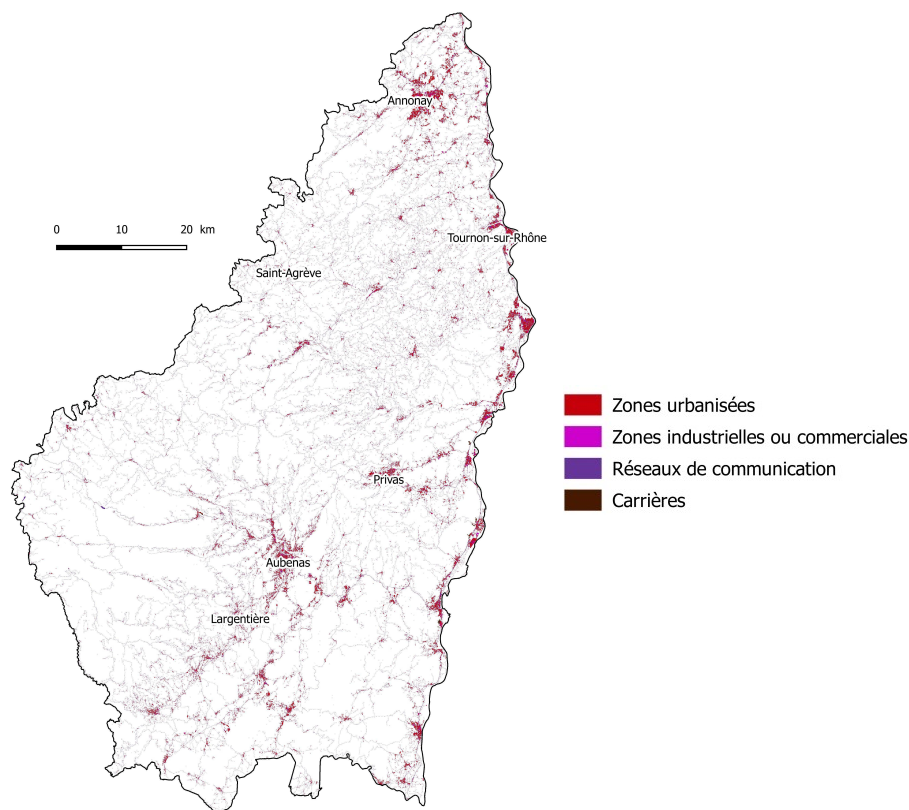 Annonay
0 10 20 km
Tournon-sur-Rhône
Saint-Agrève
Zones urbanisées
Zones industrielles ou commerciales
Réseaux de communication
Carrières
Privas
Aubenas
Largentière